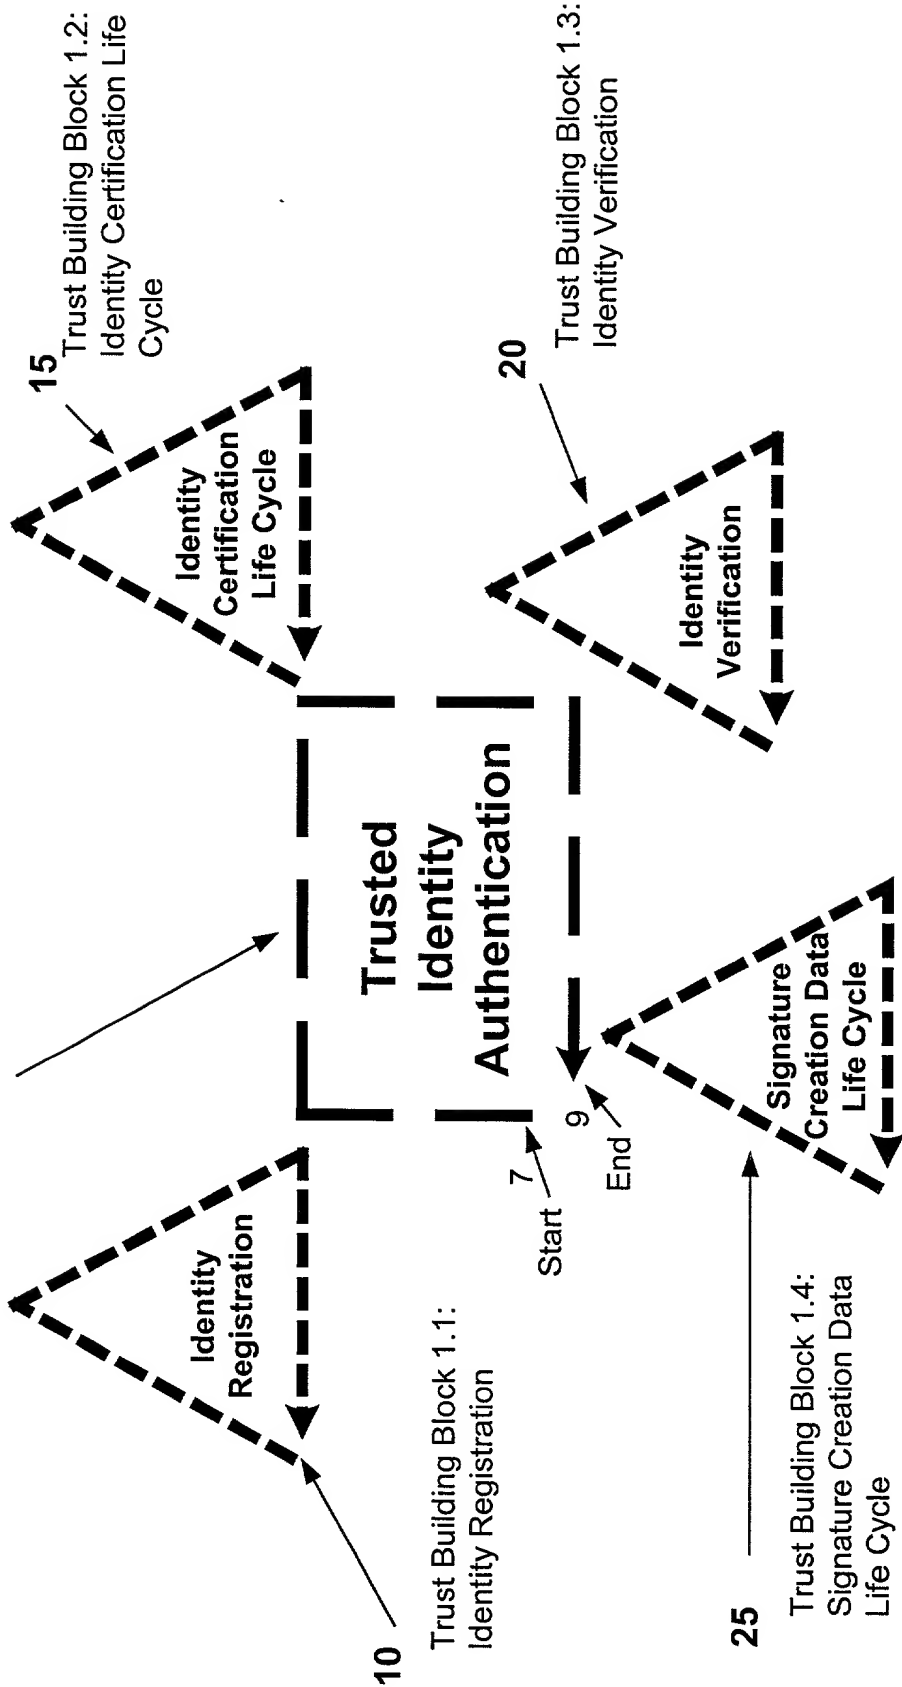 10
Trust Building Block 1.1:
Identity Registration
Identity
Registration
15
Trust Building Block 1.2:
Identity Certification Life
Cycle
Identity
Certification
Life Cycle
Trusted
Identity
Authentication
7
Start
9
End
20
Trust Building Block 1.3:
Identity Verification
Identity
Verification
25
Trust Building Block 1.4:
Signature Creation Data
Life Cycle
Signature
Creation Data
Life Cycle